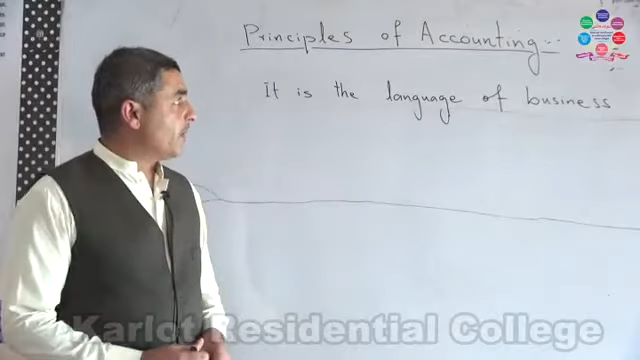 Principles of Accounting...
It is the language of business
Karlot Residential College